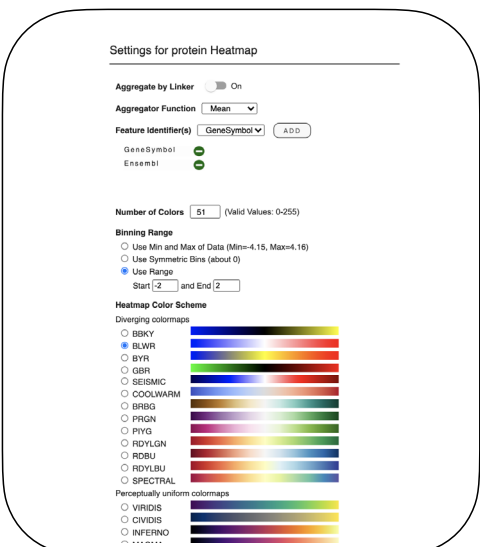 Settings for protein Heatmap
Aggregate by Linker On
Aggregator Function Mean
Feature Identifier(s) GeneSymbol ADD
GeneSymbol
Ensembl
Number of Colors 51 (Valid Values: 0-255)
Binning Range
Use Min and Max of Data (Min=-4.15, Max=4.16)
Use Symmetric Bins (about 0)
Use Range
Start -2 and End 2
Heatmap Color Scheme
Diverging colormaps
BBKY
BLWR
BYR
GBR
SEISMIC
COOLWARM
BRBG
PRGN
PIYG
RDYLGN
RDBU
RDYLBU
SPECTRAL
Perceptually uniform colormaps
VIRIDIS
CIVIDIS
INFERNO